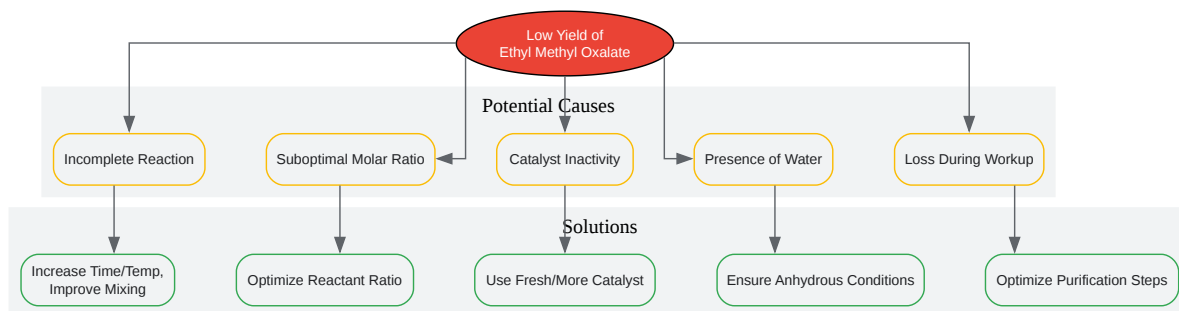 Low Yield of
Ethyl Methyl Oxalate
Potential Causes
Incomplete Reaction
Suboptimal Molar Ratio
Catalyst Inactivity
Presence of Water
Loss During Workup
Solutions
Increase Time/Temp,
Improve Mixing
Optimize Reactant Ratio
Use Fresh/More Catalyst
Ensure Anhydrous Conditions
Optimize Purification Steps